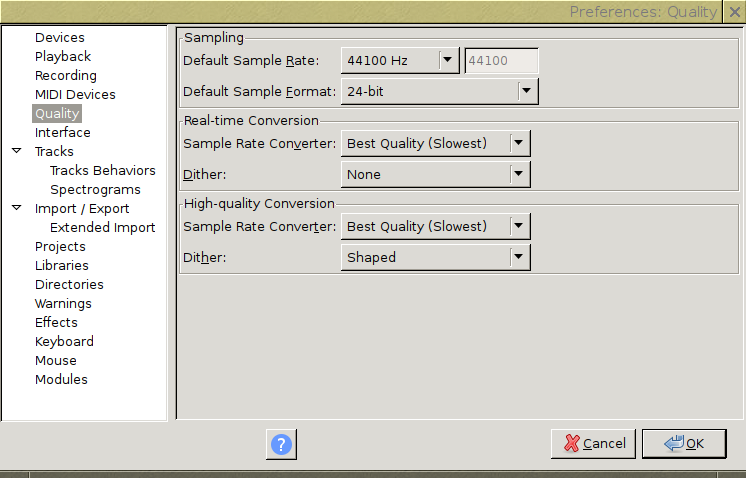 Preferences: Quality
Devices
Playback
Recording
MIDI Devices
Quality
Interface
Tracks
Tracks Behaviors
Spectrograms
Import / Export
Extended Import
Projects
Libraries
Directories
Warnings
Effects
Keyboard
Mouse
Modules
Sampling
Default Sample Rate: 44100 Hz 44100
Default Sample Format: 24-bit
Real-time Conversion
Sample Rate Converter: Best Quality (Slowest)
Dither: None
High-quality Conversion
Sample Rate Converter: Best Quality (Slowest)
Dither: Shaped
? Cancel OK